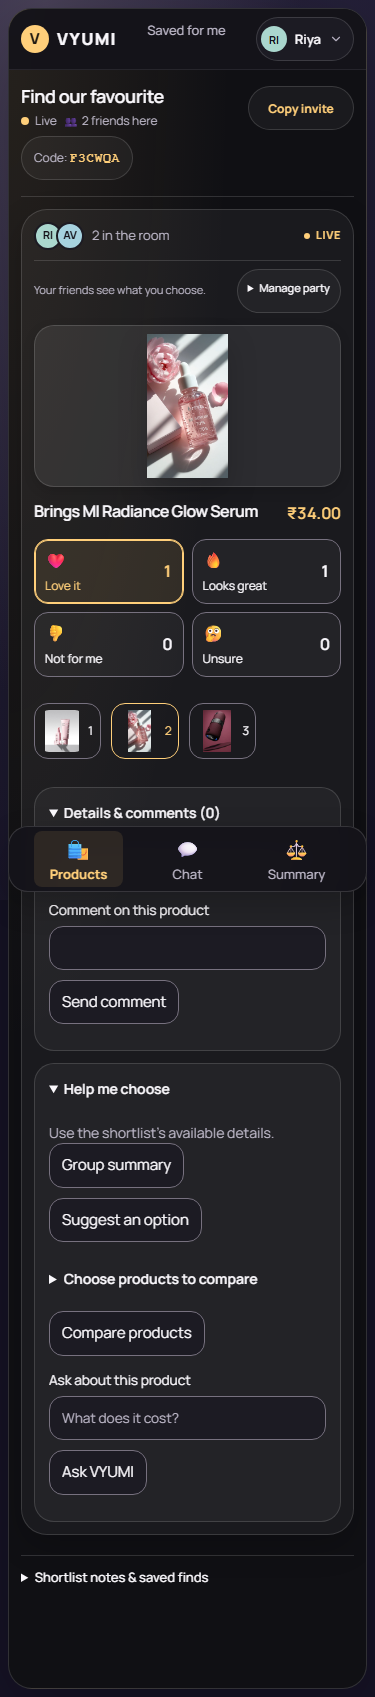 V VYUMI
Saved for me
RI Riya
Find our favourite
Live 2 friends here
Copy invite
Code: F3CWQA
RI AV 2 in the room
LIVE
Your friends see what you choose.
Manage party
Brings MI Radiance Glow Serum
₹34.00
Love it 1
Looks great 1
Not for me 0
Unsure 0
1
2
3
Details & comments (0)
Products
Chat
Summary
Comment on this product
Send comment
Help me choose
Use the shortlist's available details.
Group summary
Suggest an option
Choose products to compare
Compare products
Ask about this product
What does it cost?
Ask VYUMI
Shortlist notes & saved finds